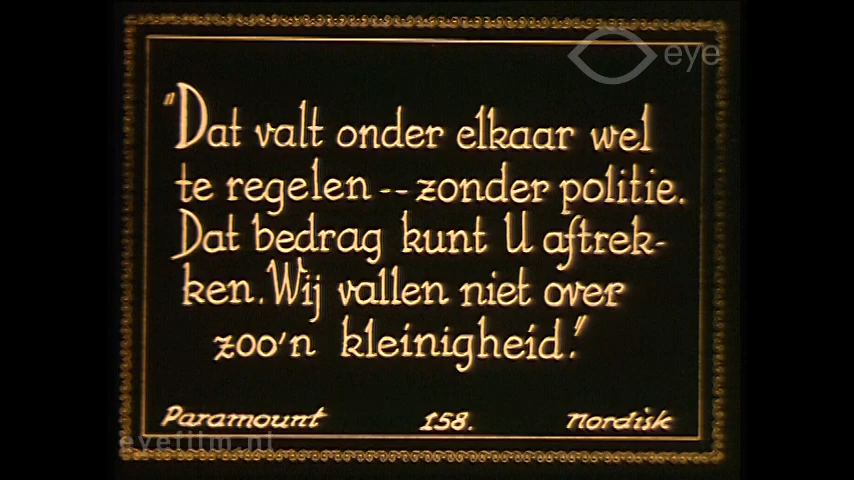 eye
"Dat valt onder elkaar wel
te regelen -- zonder politie.
Dat bedrag kunt U aftrek-
ken. Wij vallen niet over
zoo'n kleinigheid."
Paramount 158. Nordisk
eyefilm.nl